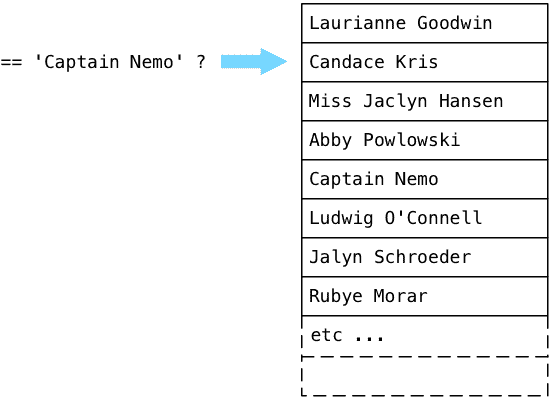 Laurianne Goodwin
== 'Captain Nemo' ?
Candace Kris
Miss Jaclyn Hansen
Abby Powlowski
Captain Nemo
Ludwig O'Connell
Jalyn Schroeder
Rubye Morar
etc ...